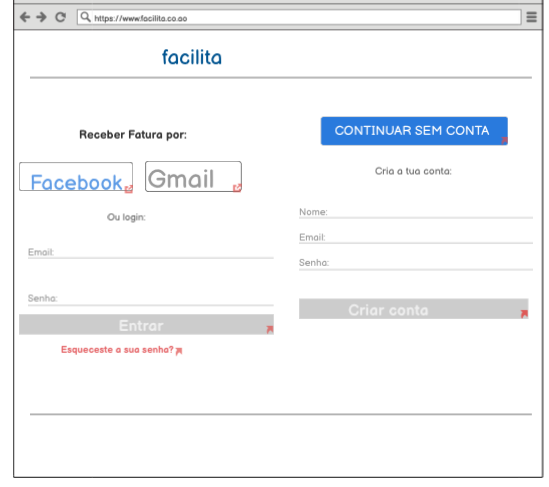 https://www.facilita.co.ao
facilita
Receber Fatura por:
Facebook
Gmail
Ou login:
Email:
Senha:
Entrar
Esqueceste a sua senha?
CONTINUAR SEM CONTA
Cria a tua conta:
Nome:
Email:
Senha:
Criar conta